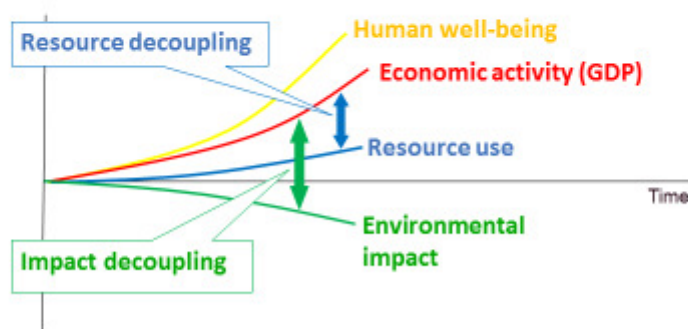 Resource decoupling
Human well-being
Economic activity (GDP)
Resource use
Time
Environmental
impact
Impact decoupling